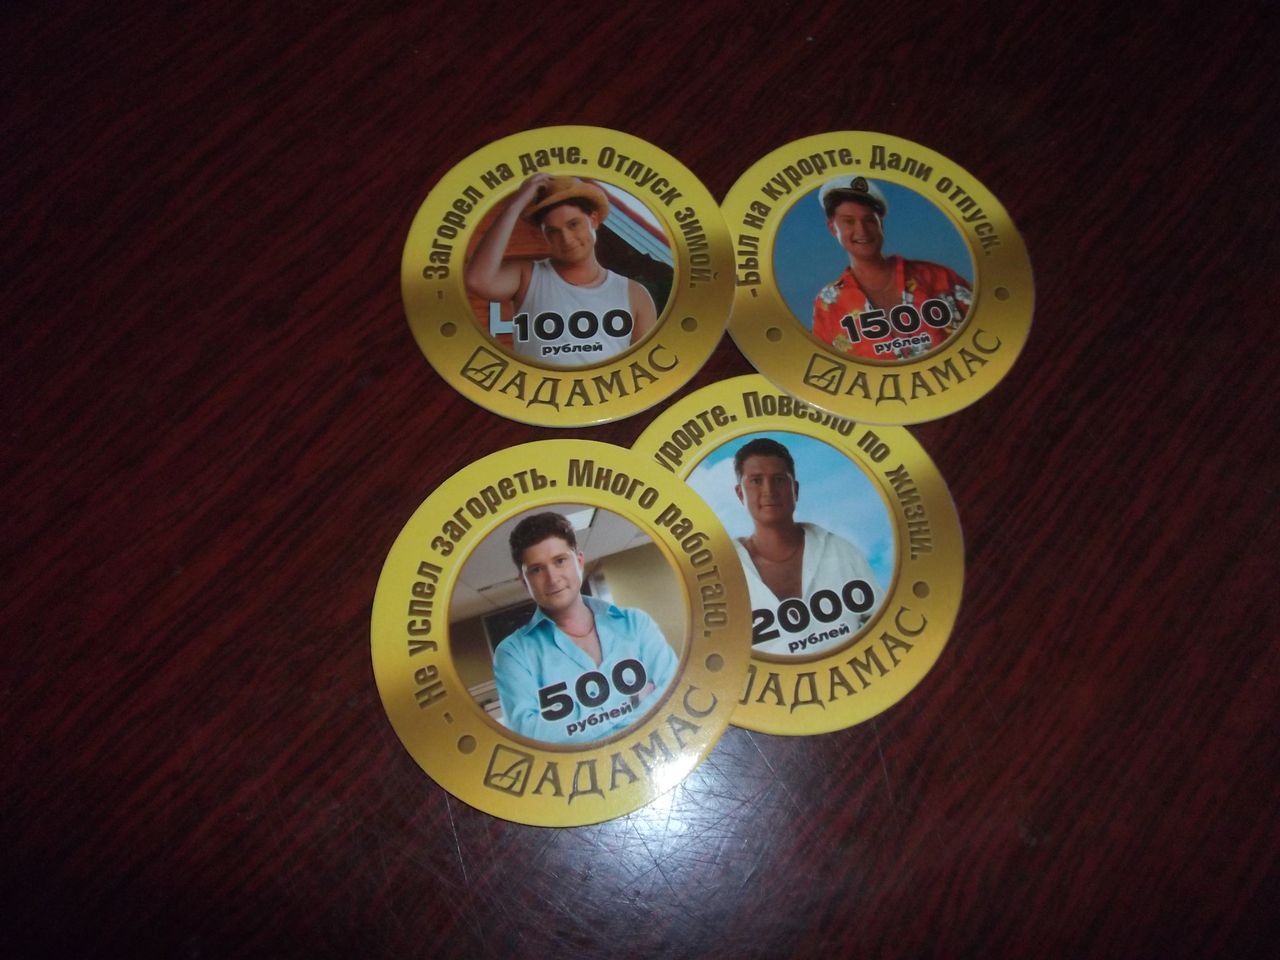 - Загорел на даче. Отпуск зимой.
1000
рублей
АДАМАС
-Был на курорте. Дали отпуск.
1500
рублей
АДАМАС
- Не успел загореть. Много работаю.
500
рублей
АДАМАС
Повезло по жизни.
2000
рублей
АДАМАС